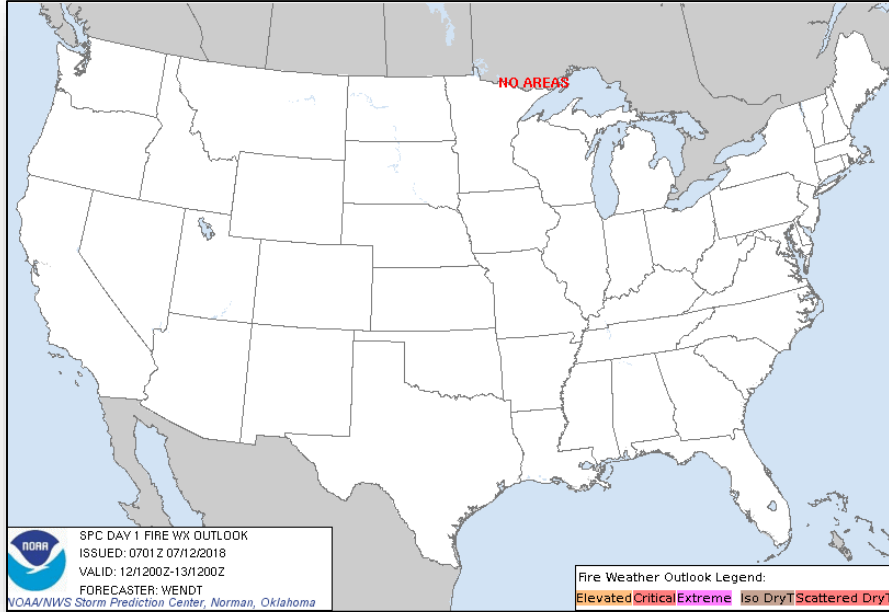 NO AREAS
NOAA
SPC DAY 1 FIRE WX OUTLOOK
ISSUED: 0701Z 07/12/2018
VALID: 12/1200Z-13/1200Z
FORECASTER: WENDT
NOAA/NWS Storm Prediction Center, Norman, Oklahoma
Fire Weather Outlook Legend:
Elevated Critical Extreme Iso DryT Scattered DryT